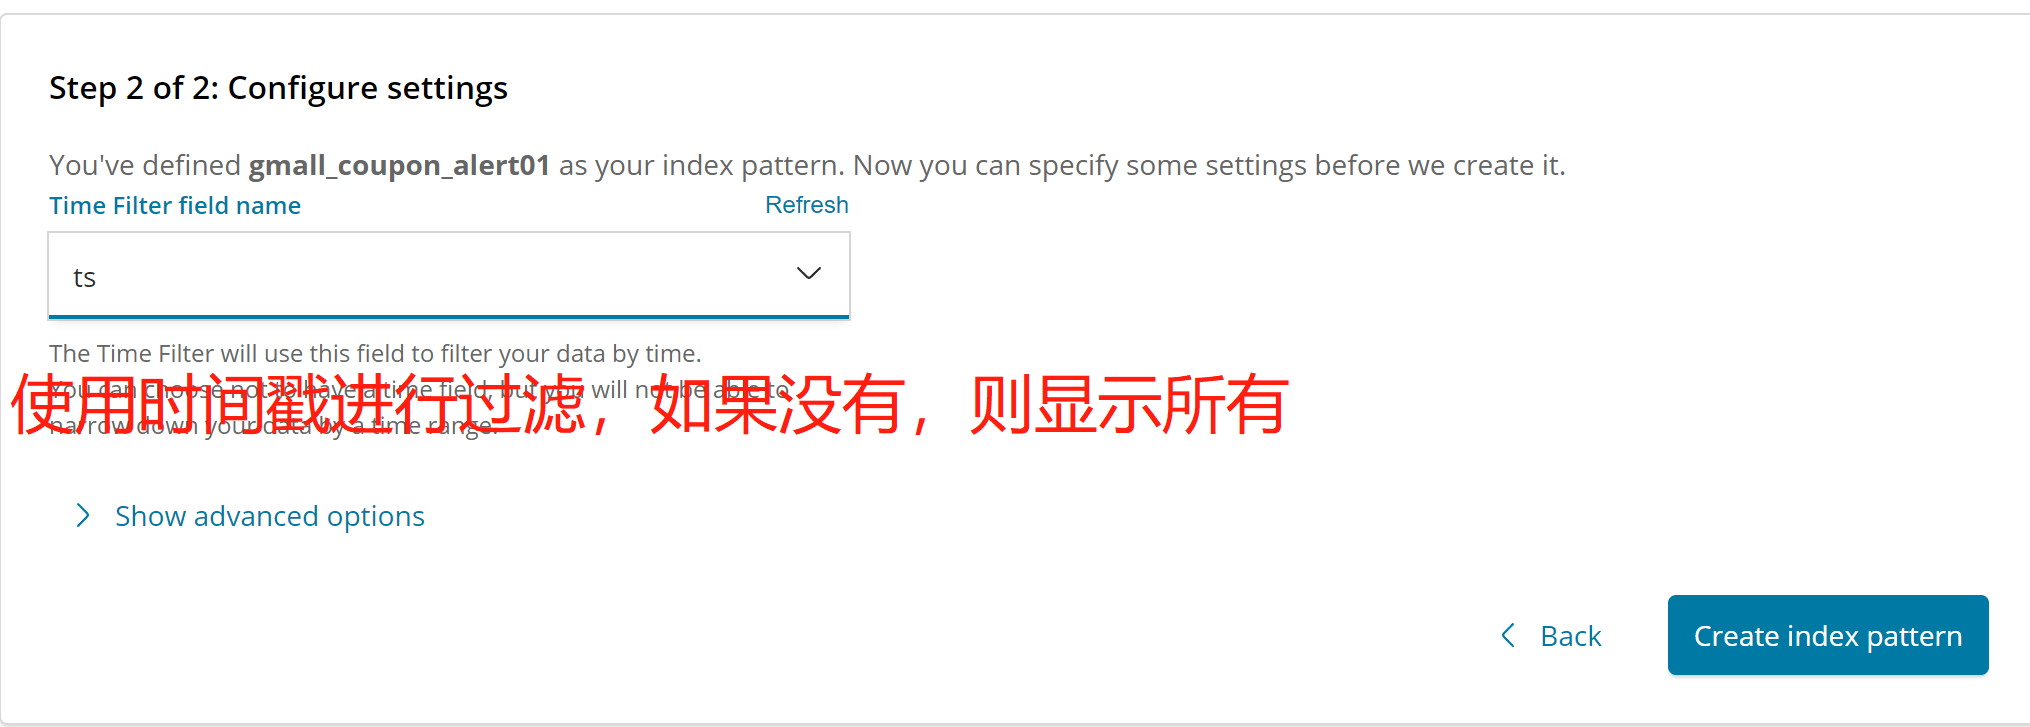 Step 2 of 2: Configure settings
You've defined gmall_coupon_alert01 as your index pattern. Now you can specify some settings before we create it.
Time Filter field name
Refresh
ts
The Time Filter will use this field to filter your data by time.
You can choose not to have a time field, but you will not be able to
narrow down your data by a time range.
使用时间戳进行过滤，如果没有，则显示所有
Show advanced options
Back
Create index pattern